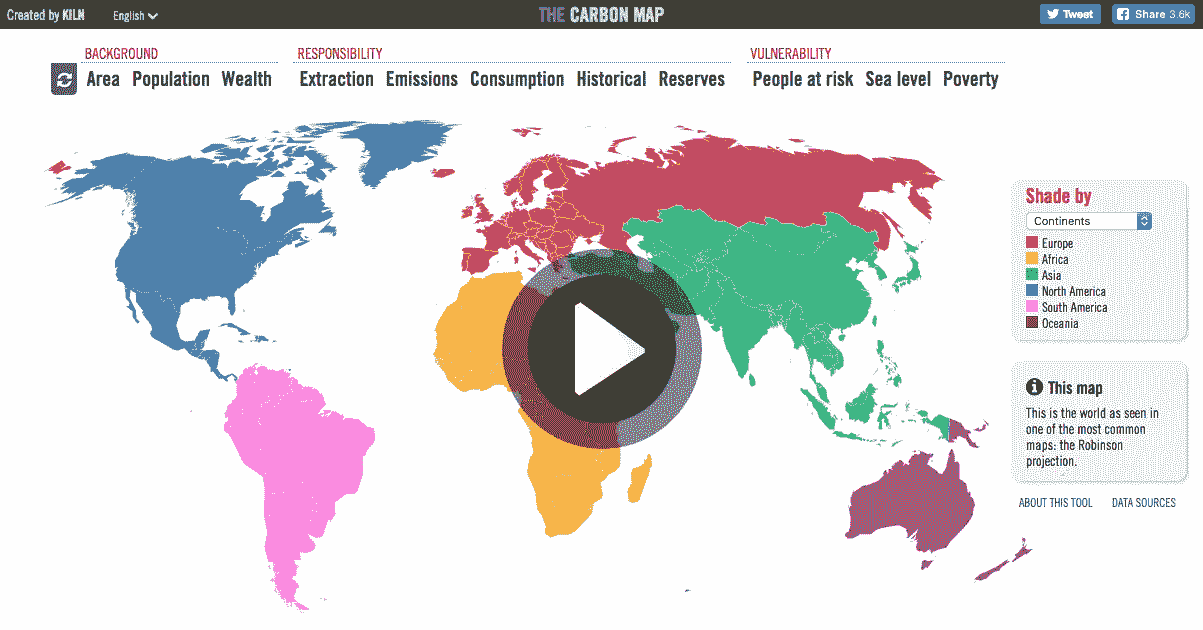 Created by KILN
English
THE CARBON MAP
Tweet
Share 3.6k
BACKGROUND
RESPONSIBILITY
VULNERABILITY
Area Population Wealth
Extraction Emissions Consumption Historical Reserves
People at risk Sea level Poverty
Shade by
Continents
Europe
Africa
Asia
North America
South America
Oceania
This map
This is the world as seen in
one of the most common
maps: the Robinson
projection.
ABOUT THIS TOOL
DATA SOURCES